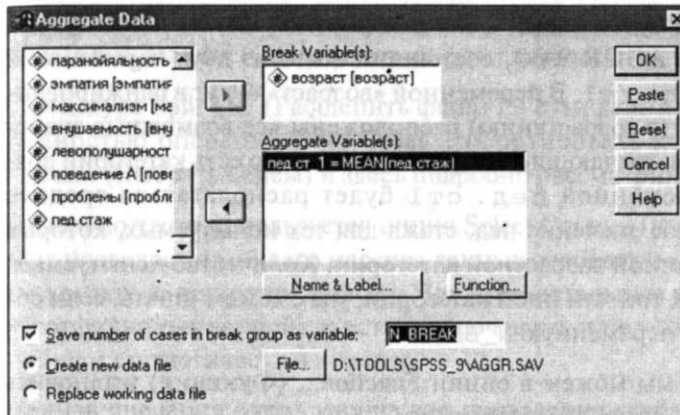 Aggregate Data
паранойяльность
эмпатия [эмпатия
максимализм [ма
внушаемость [вну
левополушарност
поведение А [пове
проблемы [пробл
пед.стаж
Break Variable(s):
возраст [возраст]
Aggregate Variable(s):
пед.ст_1 = MEAN(пед.стаж)
Name & Label...
Function...
OK
Paste
Reset
Cancel
Help
Save number of cases in break group as variable:
N_BREAK
Create new data file
File...
D:\TOOLS\SPSS_3\AGGR.SAV
Replace working data file